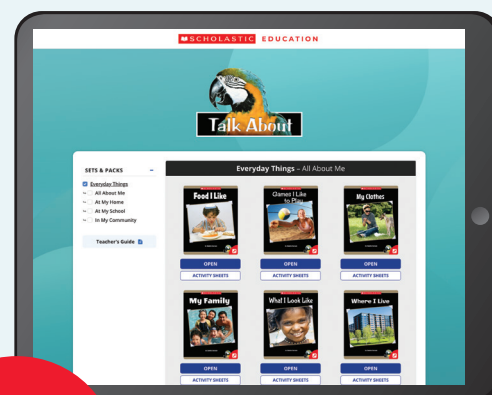 SCHOLASTIC EDUCATION
Talk About
SETS & PACKS –
Everyday Things
All About Me
At My Home
At My School
In My Community
Teacher's Guide
Everyday Things – All About Me
Food I Like
Games I Like
to Play
My Clothes
OPEN
OPEN
OPEN
ACTIVITY SHEETS
ACTIVITY SHEETS
ACTIVITY SHEETS
My Family
What I Look Like
Where I Live
OPEN
OPEN
OPEN
ACTIVITY SHEETS
ACTIVITY SHEETS
ACTIVITY SHEETS